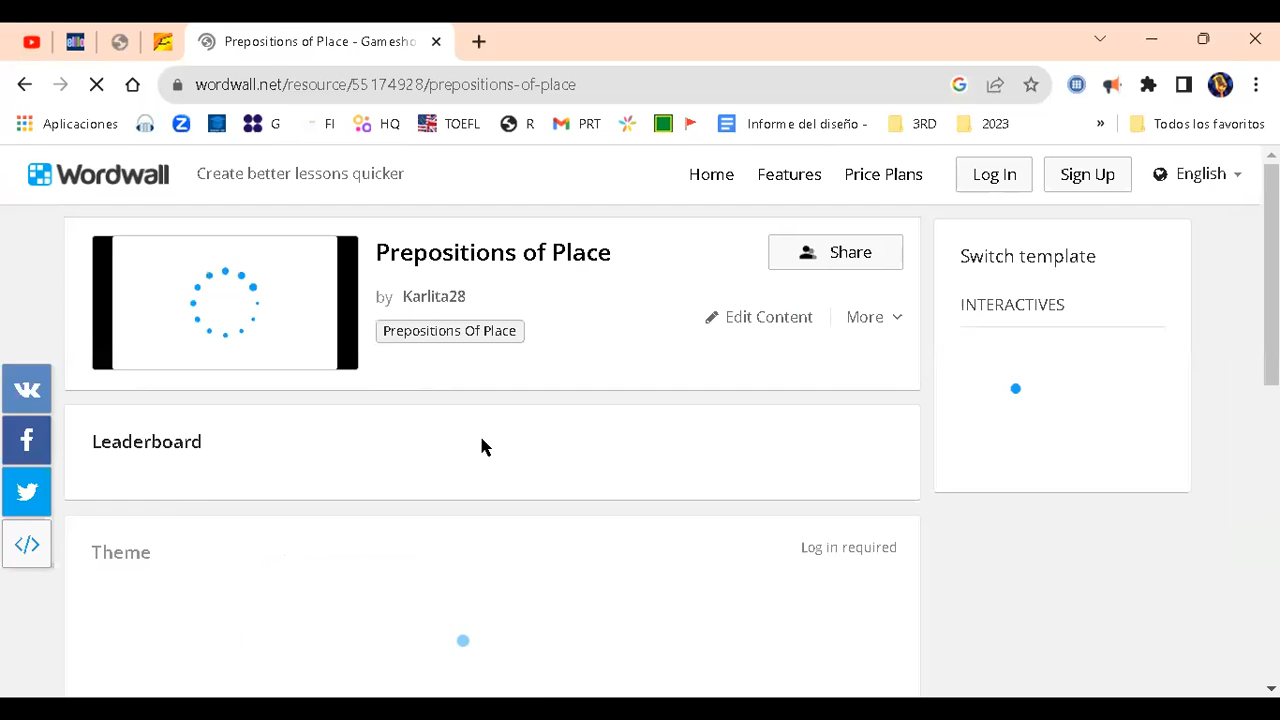 Prepositions of Place - Gamesho
wordwall.net/resource/55174928/prepositions-of-place
Aplicaciones
G
FI
HQ
TOEFL
R
PRT
Informe del diseño -
3RD
2023
»
Todos los favoritos
Wordwall
Create better lessons quicker
Home
Features
Price Plans
Log In
Sign Up
English
Prepositions of Place
Share
by Karlita28
Edit Content
More
Prepositions Of Place
Switch template
INTERACTIVES
Leaderboard
Theme
Log in required